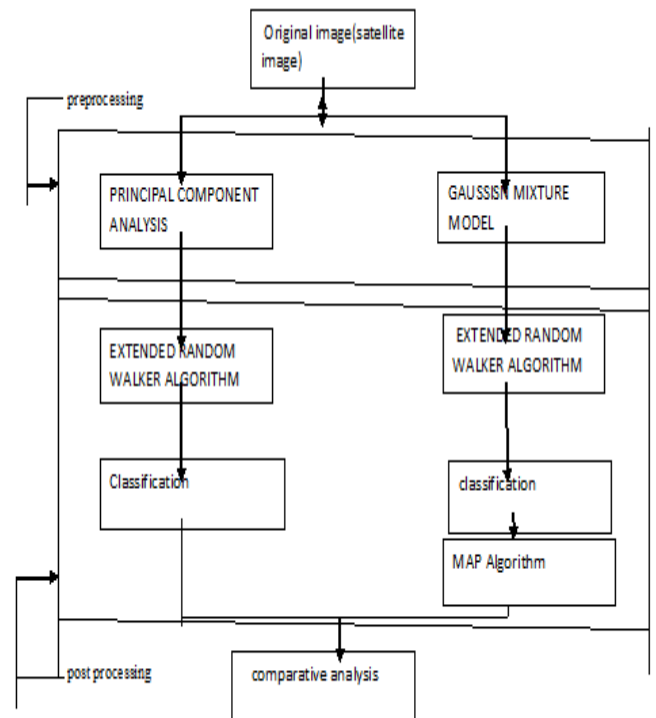 Original image(satellite
image)
preprocessing
PRINCIPAL COMPONENT
ANALYSIS
GAUSSISN MIXTURE
MODEL
EXTENDED RANDOM
WALKER ALGORITHM
EXTENDED RANDOM
WALKER ALGORITHM
Classification
classification
MAP Algorithm
post processing
comparative analysis